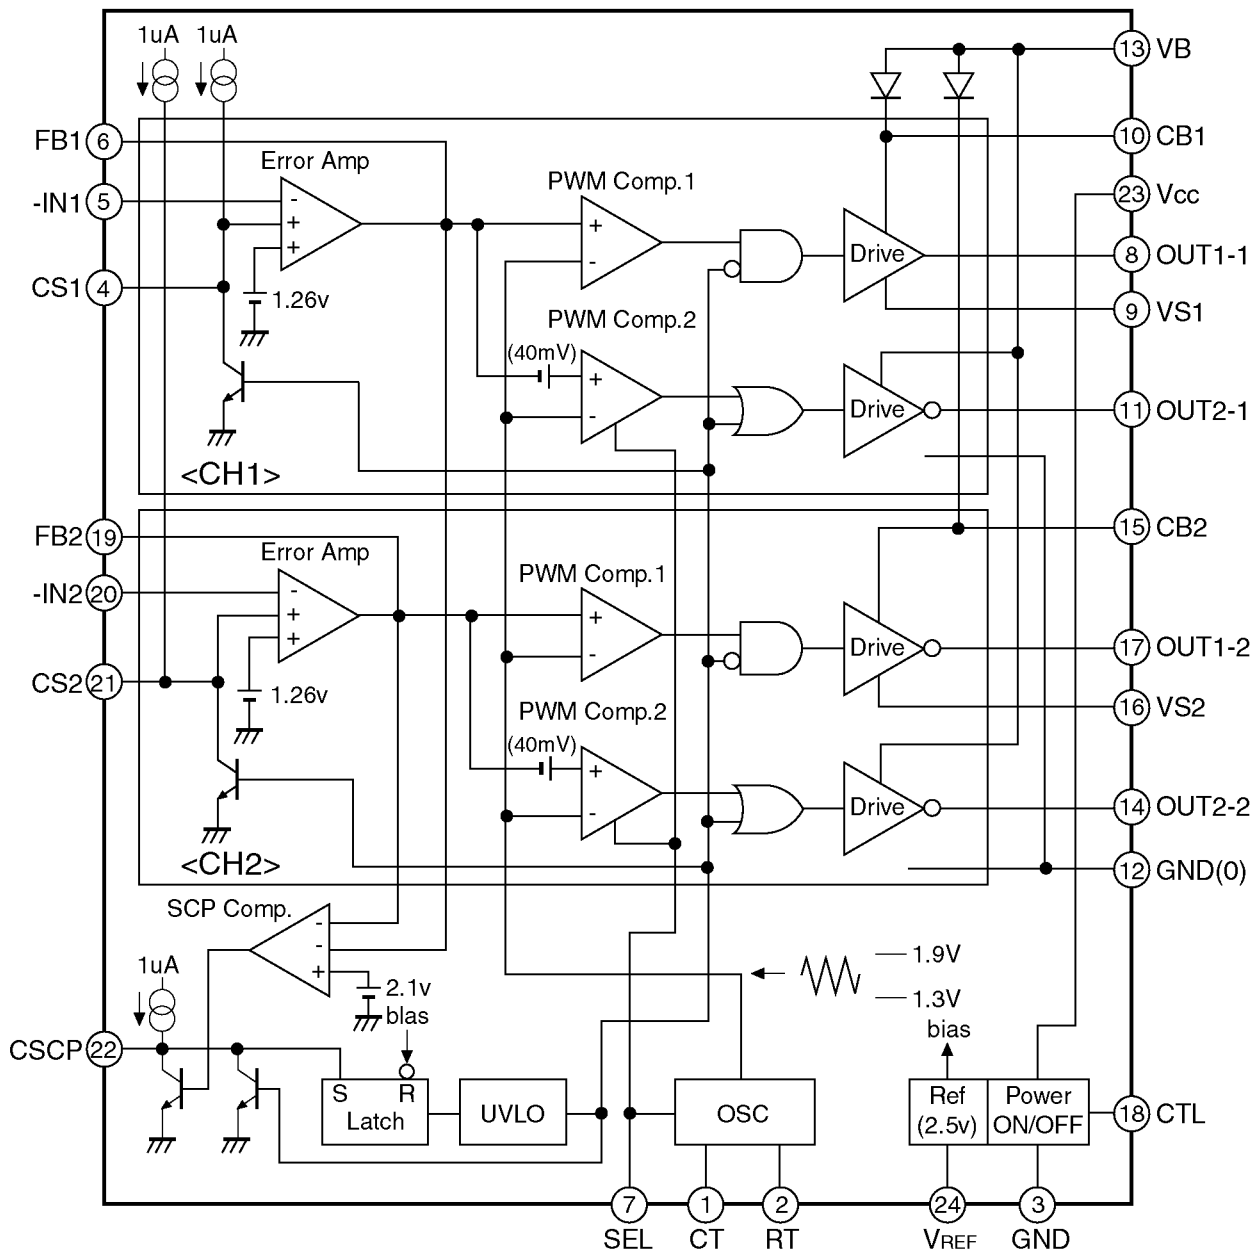 1uA 1uA
13 VB
FB1 6
10 CB1
Error Amp
-IN1 5
-
+
+
PWM Comp.1
+
-
23 Vcc
Drive
8 OUT1-1
CS1 4
1.26v
9 VS1
PWM Comp.2
(40mV)
+
-
Drive
11 OUT2-1
<CH1>
FB2 19
15 CB2
Error Amp
-IN2 20
-
+
+
PWM Comp.1
+
-
Drive
17 OUT1-2
CS2 21
1.26v
16 VS2
PWM Comp.2
(40mV)
+
-
Drive
14 OUT2-2
<CH2>
12 GND(0)
SCP Comp.
-
-
+
1uA
2.1v
blas
1.9V
1.3V
bias
CSCP 22
S R
Latch
UVLO
OSC
Ref
(2.5v)
Power
ON/OFF
18 CTL
7 1 2 24 3
SEL CT RT VREF GND